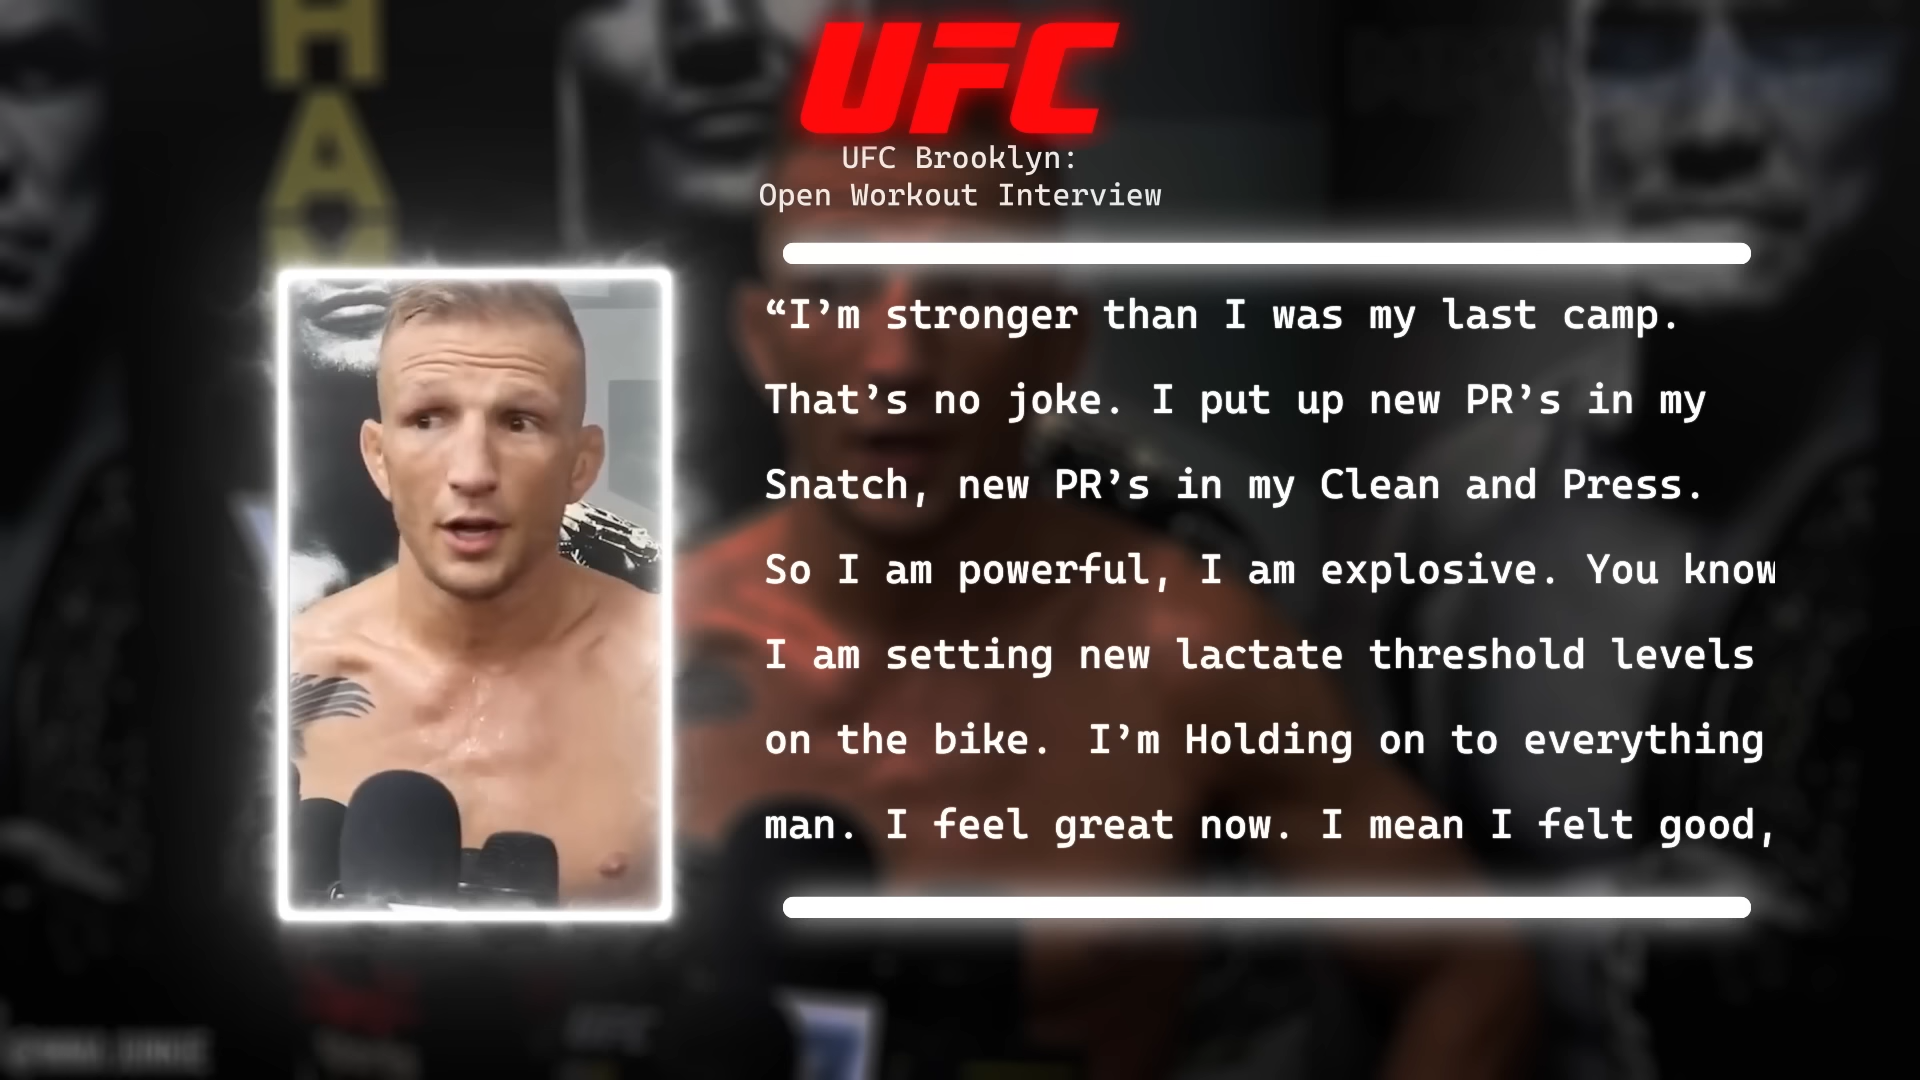 UFC
UFC Brooklyn:
Open Workout Interview
“I’m stronger than I was my last camp.
That’s no joke. I put up new PR’s in my
Snatch, new PR’s in my Clean and Press.
So I am powerful, I am explosive. You know
I am setting new lactate threshold levels
on the bike. I’m Holding on to everything
man. I feel great now. I mean I felt good,